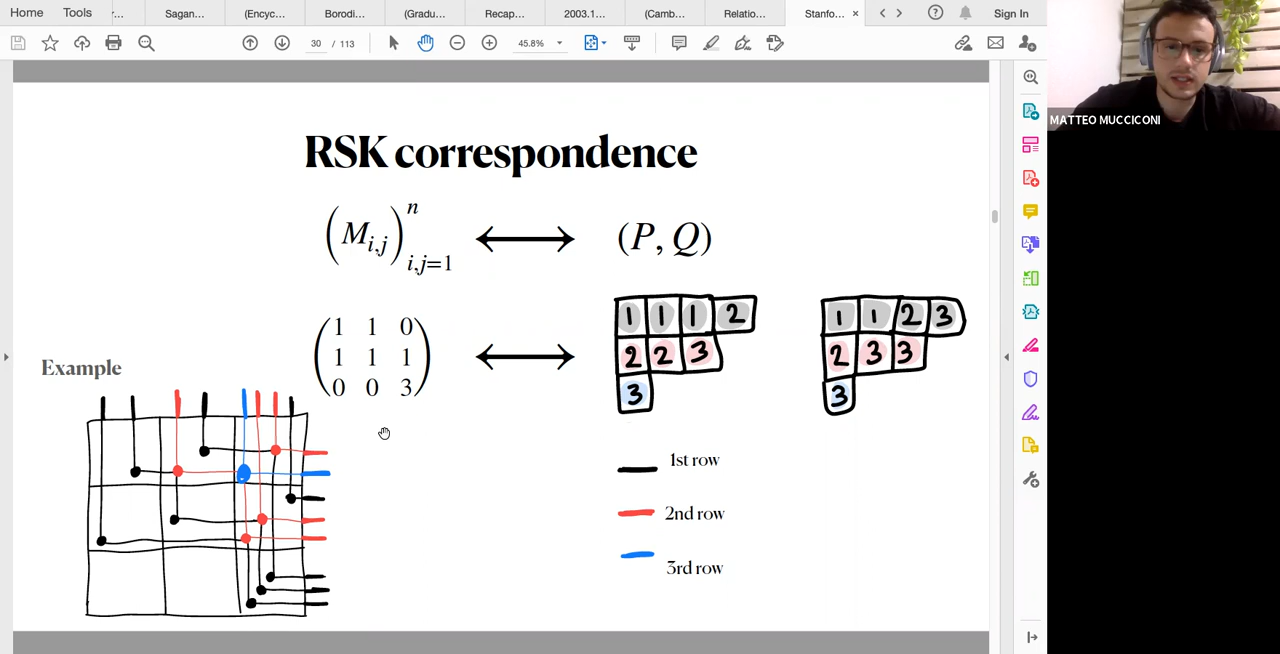 Home Tools Sagan... (Encyc... Borodi... (Gradu... Recap... 2003.1... (Camb... Relatio... Stanfo... × Sign In
30 / 113 45.8%
MATTEO MUCCICONI
RSK correspondence
(M_{i,j})^n_{i,j=1} ⟷ (P, Q)
1 1 0
1 1 1
0 0 3
1 1 1 2
2 2 3
3
1 1 2 3
2 3 3
3
Example
1st row
2nd row
3rd row